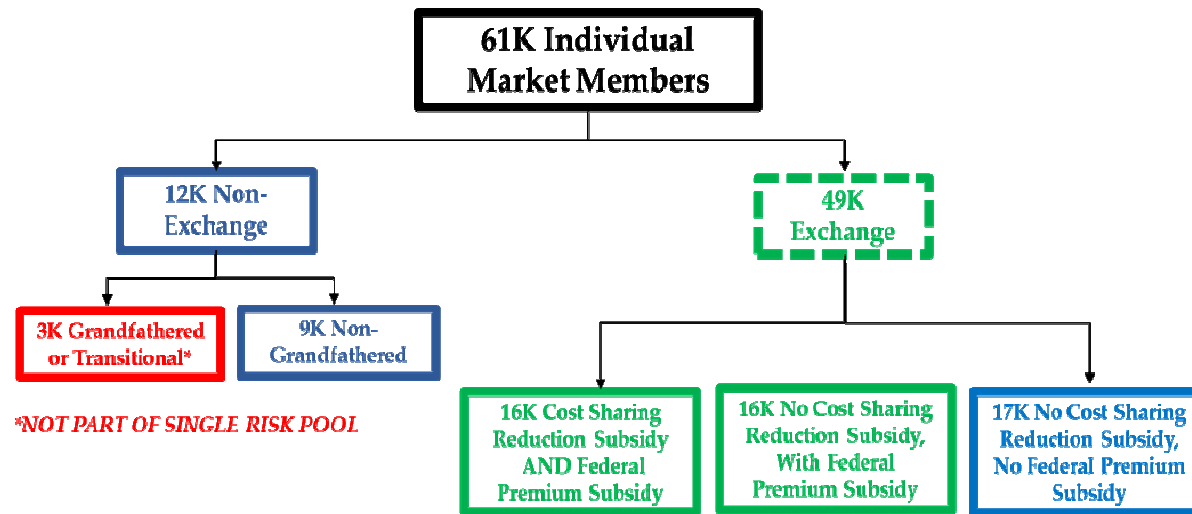 61K Individual
Market Members
12K Non-
Exchange
49K
Exchange
3K Grandfathered
or Transitional*
9K Non-
Grandfathered
*NOT PART OF SINGLE RISK POOL
16K Cost Sharing
Reduction Subsidy
AND Federal
Premium Subsidy
16K No Cost Sharing
Reduction Subsidy,
With Federal
Premium Subsidy
17K No Cost Sharing
Reduction Subsidy,
No Federal Premium
Subsidy